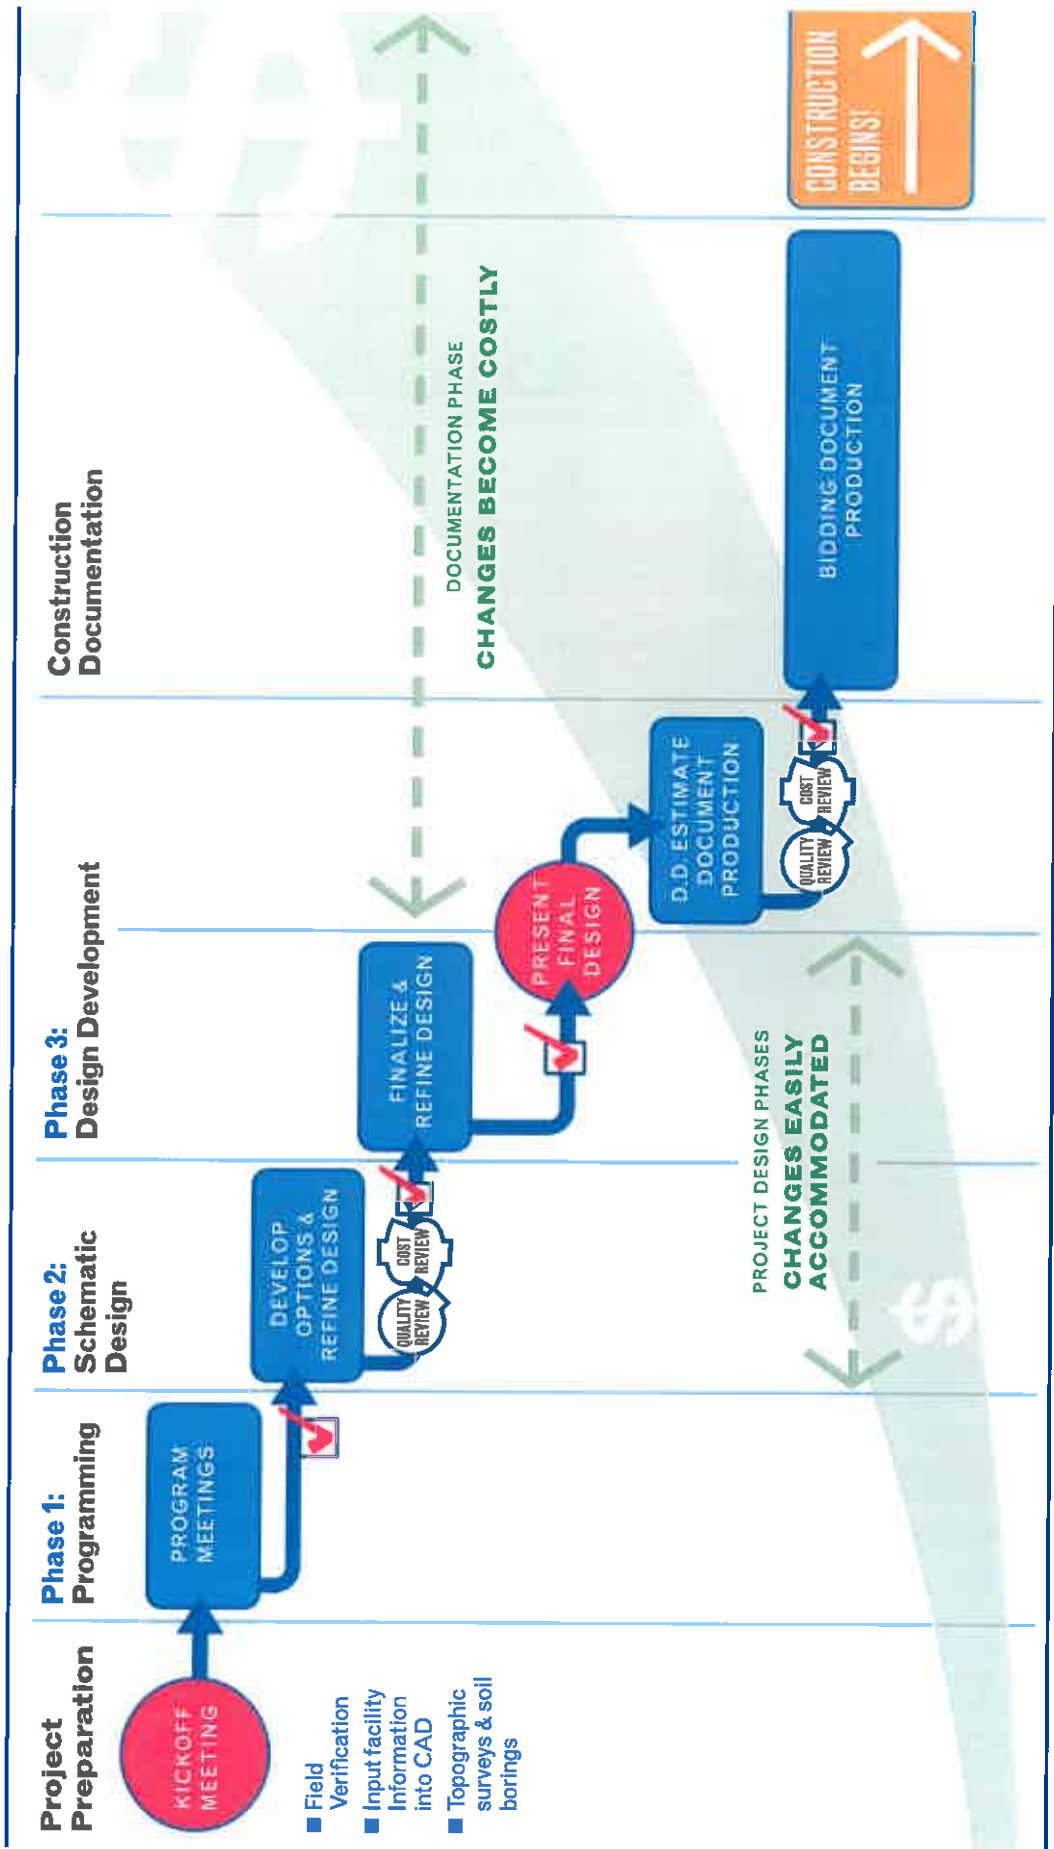 Project
Preparation
KICKOFF
MEETING
■ Field
Verification
■ Input facility
Information
into CAD
■ Topographic
surveys & soil
borings
Phase 1:
Programming
PROGRAM
MEETINGS
Phase 2:
Schematic
Design
DEVELOP
OPTIONS &
REFINE DESIGN
QUALITY
REVIEW
COST
REVIEW
Phase 3:
Design Development
FINALIZE &
REFINE DESIGN
PRESENT
FINAL
DESIGN
D.D. ESTIMATE
DOCUMENT
PRODUCTION
QUALITY
REVIEW
COST
REVIEW
PROJECT DESIGN PHASES
CHANGES EASILY
ACCOMMODATED
$
Construction
Documentation
DOCUMENTATION PHASE
CHANGES BECOME COSTLY
BIDDING DOCUMENT
PRODUCTION
CONSTRUCTION
BEGINS!
$